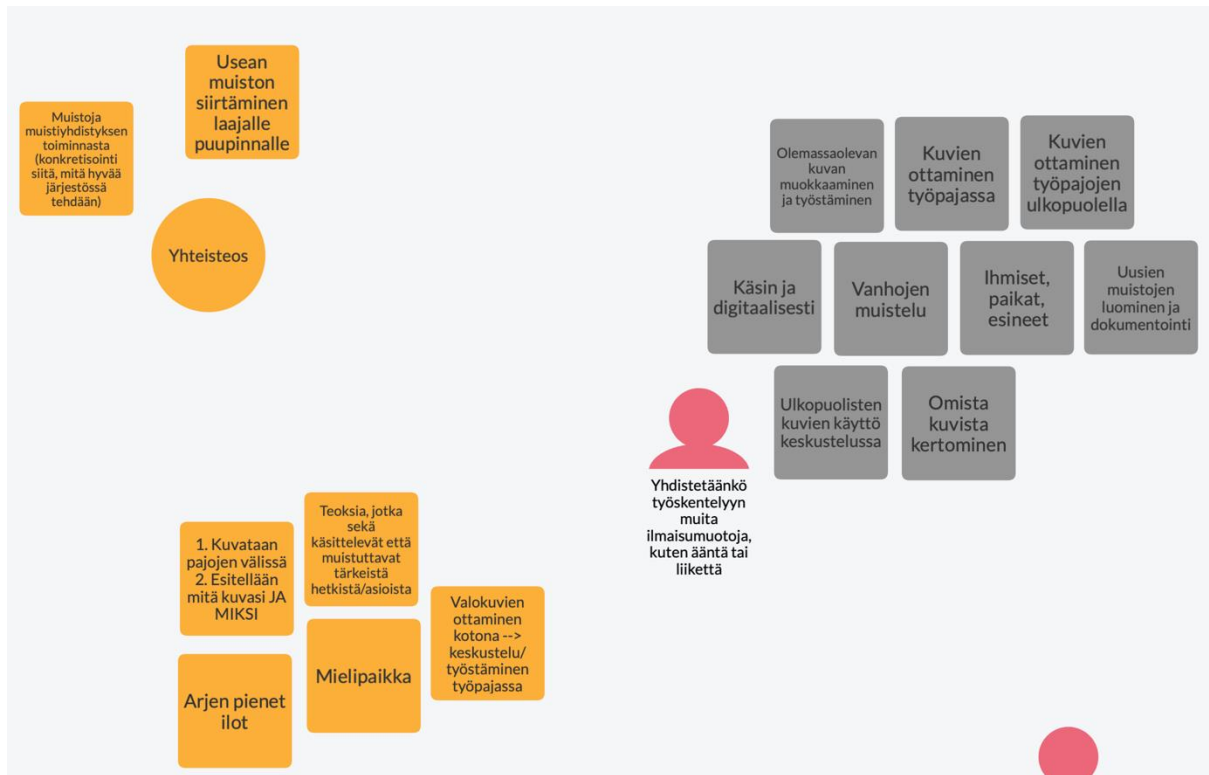 Usean
muiston
siirtäminen
laajalle
puupinnalle
Muistoja
muistiyhdistyksen
toiminnasta
(konkretisointi
siitä, mitä hyvää
järjestössä
tehdään)
Yhteisteos
Olemassaolevan
kuvan
muokkaaminen
ja työstäminen
Kuvien
ottaminen
työpajassa
Kuvien
ottaminen
työpajojen
ulkopuolella
Käsin ja
digitaalisesti
Vanhojen
muistelu
Ihmiset,
paikat,
esineet
Uusien
muistojen
luominen ja
dokumentointi
Ulkopuolisten
kuvien käyttö
keskustelussa
Omista
kuvista
kertominen
Yhdistetäänkö
työskentelyyn
muita
ilmaisumuotoja,
kuten ääntä tai
liikettä
1. Kuvataan
pajojen välissä
2. Esitellään
mitä kuvasi JA
MIKSI
Teoksia, jotka
sekä
käsittelevät että
muistuttavat
tärkeistä
hetkistä/asioista
Valokuvien
ottaminen
kotona -->
keskustelu/
työstäminen
työpajassa
Mielipaikka
Arjen pienet
ilot